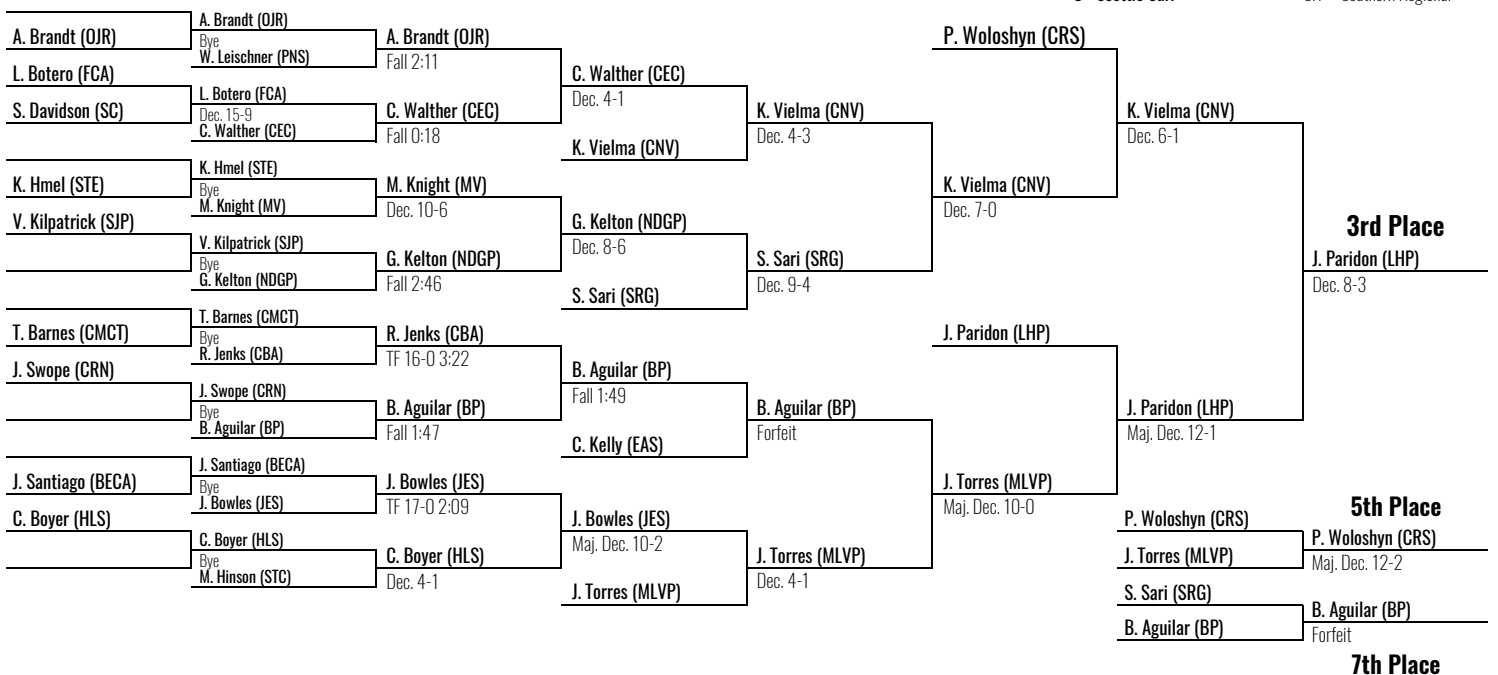 A. Brandt (OJR)
L. Botero (FCA)
S. Davidson (SC)
K. Hmel (STE)
V. Kilpatrick (SJP)
T. Barnes (CMCT)
J. Swope (CRN)
J. Santiago (BECA)
C. Boyer (HLS)
A. Brandt (OJR)
Bye
W. Leischner (PNS)
L. Botero (FCA)
Dec. 15-9
C. Walther (CEC)
K. Hmel (STE)
Bye
M. Knight (MV)
V. Kilpatrick (SJP)
Bye
G. Kelton (NDGP)
T. Barnes (CMCT)
Bye
R. Jenks (CBA)
J. Swope (CRN)
Bye
B. Aguilar (BP)
J. Santiago (BECA)
Bye
J. Bowles (JES)
C. Boyer (HLS)
Bye
M. Hinson (STC)
A. Brandt (OJR)
Fall 2:11
C. Walther (CEC)
Fall 0:18
M. Knight (MV)
Dec. 10-6
G. Kelton (NDGP)
Fall 2:46
R. Jenks (CBA)
TF 16-0 3:22
B. Aguilar (BP)
Fall 1:47
J. Bowles (JES)
TF 17-0 2:09
C. Boyer (HLS)
Dec. 4-1
C. Walther (CEC)
Dec. 4-1
K. Vielma (CNV)
G. Kelton (NDGP)
Dec. 8-6
S. Sari (SRG)
B. Aguilar (BP)
Fall 1:49
C. Kelly (EAS)
J. Bowles (JES)
Maj. Dec. 10-2
J. Torres (MLVP)
K. Vielma (CNV)
Dec. 4-3
S. Sari (SRG)
Dec. 9-4
B. Aguilar (BP)
Forfeit
J. Torres (MLVP)
Dec. 4-1
P. Woloshyn (CRS)
K. Vielma (CNV)
Dec. 7-0
J. Paridon (LHP)
J. Torres (MLVP)
Maj. Dec. 10-0
K. Vielma (CNV)
Dec. 6-1
J. Paridon (LHP)
Maj. Dec. 12-1
3rd Place
J. Paridon (LHP)
Dec. 8-3
P. Woloshyn (CRS)
J. Torres (MLVP)
5th Place
P. Woloshyn (CRS)
Maj. Dec. 12-2
S. Sari (SRG)
B. Aguilar (BP)
B. Aguilar (BP)
Forfeit
7th Place